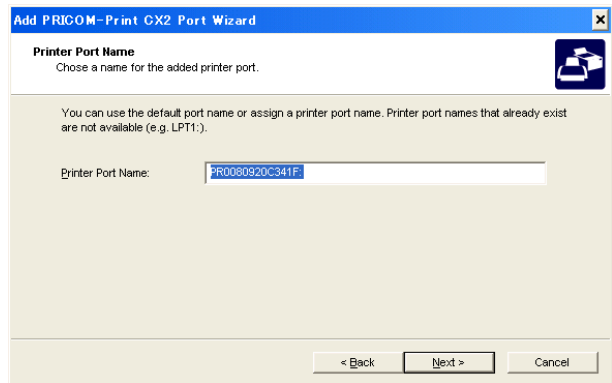 Add PRICOM-Print CX2 Port Wizard
Printer Port Name
Chose a name for the added printer port.
You can use the default port name or assign a printer port name. Printer port names that already exist
are not available (e.g. LPT1:).
Printer Port Name:
PR0080920C341F:
< Back
Next >
Cancel